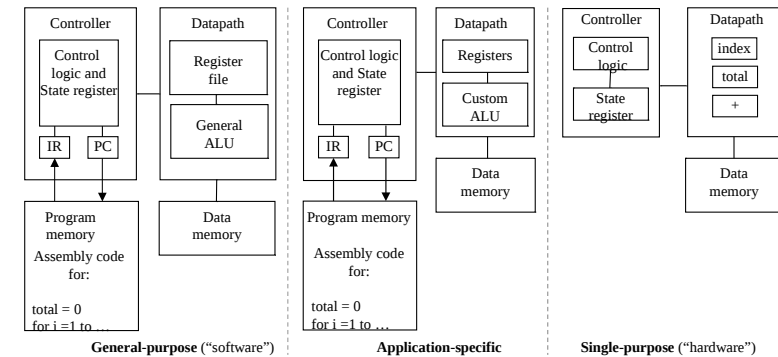 Controller
Control
logic and
State register
IR
PC
Datapath
Register
file
General
ALU
Program
memory
Assembly code
for:
total = 0
for i =1 to …
Data
memory
General-purpose (“software”)
Controller
Control logic
and State
register
IR
PC
Datapath
Registers
Custom
ALU
Data
memory
Program memory
Assembly code
for:
total = 0
for i =1 to …
Application-specific
Controller
Control
logic
State
register
Datapath
index
total
+
Data
memory
Single-purpose (“hardware”)